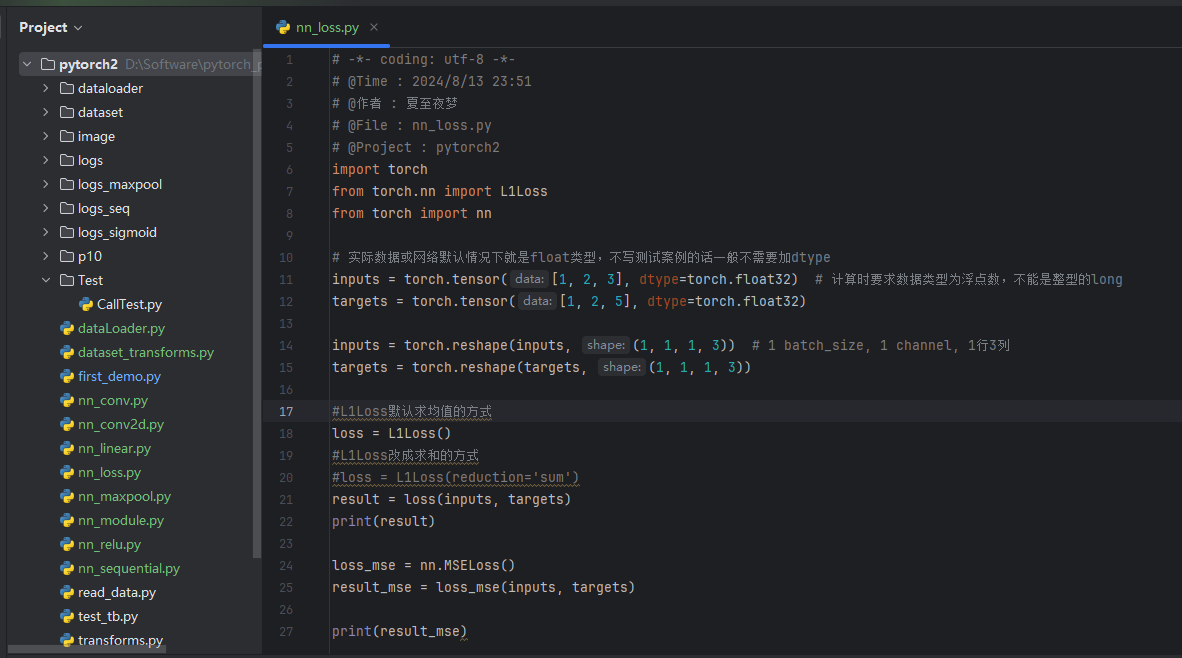 Project
pytorch2 D:\Software\pytorch_p
dataloader
dataset
image
logs
logs_maxpool
logs_seq
logs_sigmoid
p10
Test
CallTest.py
dataLoader.py
dataset_transforms.py
first_demo.py
nn_conv.py
nn_conv2d.py
nn_linear.py
nn_loss.py
nn_maxpool.py
nn_module.py
nn_relu.py
nn_sequential.py
read_data.py
test_tb.py
transforms.py
nn_loss.py ×
1 # -*- coding: utf-8 -*-
2 # @Time : 2024/8/13 23:51
3 # @作者 : 夏至夜梦
4 # @File : nn_loss.py
5 # @Project : pytorch2
6 import torch
7 from torch.nn import L1Loss
8 from torch import nn
9
10 # 实际数据或网络默认情况下就是float类型，不写测试案例的话一般不需要加dtype
11 inputs = torch.tensor( data: [1, 2, 3], dtype=torch.float32)  # 计算时要求数据类型为浮点数，不能是整型的long
12 targets = torch.tensor( data: [1, 2, 5], dtype=torch.float32)
13
14 inputs = torch.reshape(inputs, shape: (1, 1, 1, 3))  # 1 batch_size, 1 channel, 1行3列
15 targets = torch.reshape(targets, shape: (1, 1, 1, 3))
16
17 #L1Loss默认求均值的方式
18 loss = L1Loss()
19 #L1Loss改成求和的方式
20 #loss = L1Loss(reduction='sum')
21 result = loss(inputs, targets)
22 print(result)
23
24 loss_mse = nn.MSELoss()
25 result_mse = loss_mse(inputs, targets)
26
27 print(result_mse)